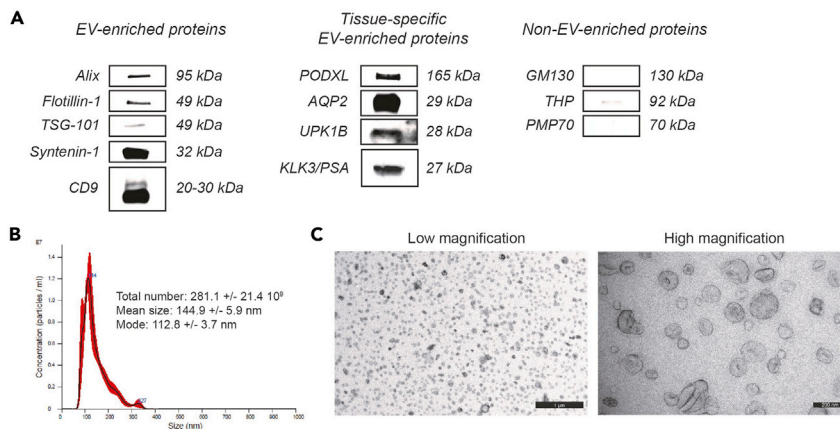 A
EV-enriched proteins
Alix 95 kDa
Flotillin-1 49 kDa
TSG-101 49 kDa
Syntenin-1 32 kDa
CD9 20-30 kDa
Tissue-specific
EV-enriched proteins
PODXL 165 kDa
AQP2 29 kDa
UPK1B 28 kDa
KLK3/PSA 27 kDa
Non-EV-enriched proteins
GM130 130 kDa
THP 92 kDa
PMP70 70 kDa
B
E7
Concentration (particles / ml)
1.4
1.2
1.0
0.8
0.6
0.4
0.2
0
0 100 200 300 400 500 600 700 800 900 1000
Size (nm)
Total number: 281.1 +/- 21.4 10⁹
Mean size: 144.9 +/- 5.9 nm
Mode: 112.8 +/- 3.7 nm
C
Low magnification
1 µm
High magnification
200 nm